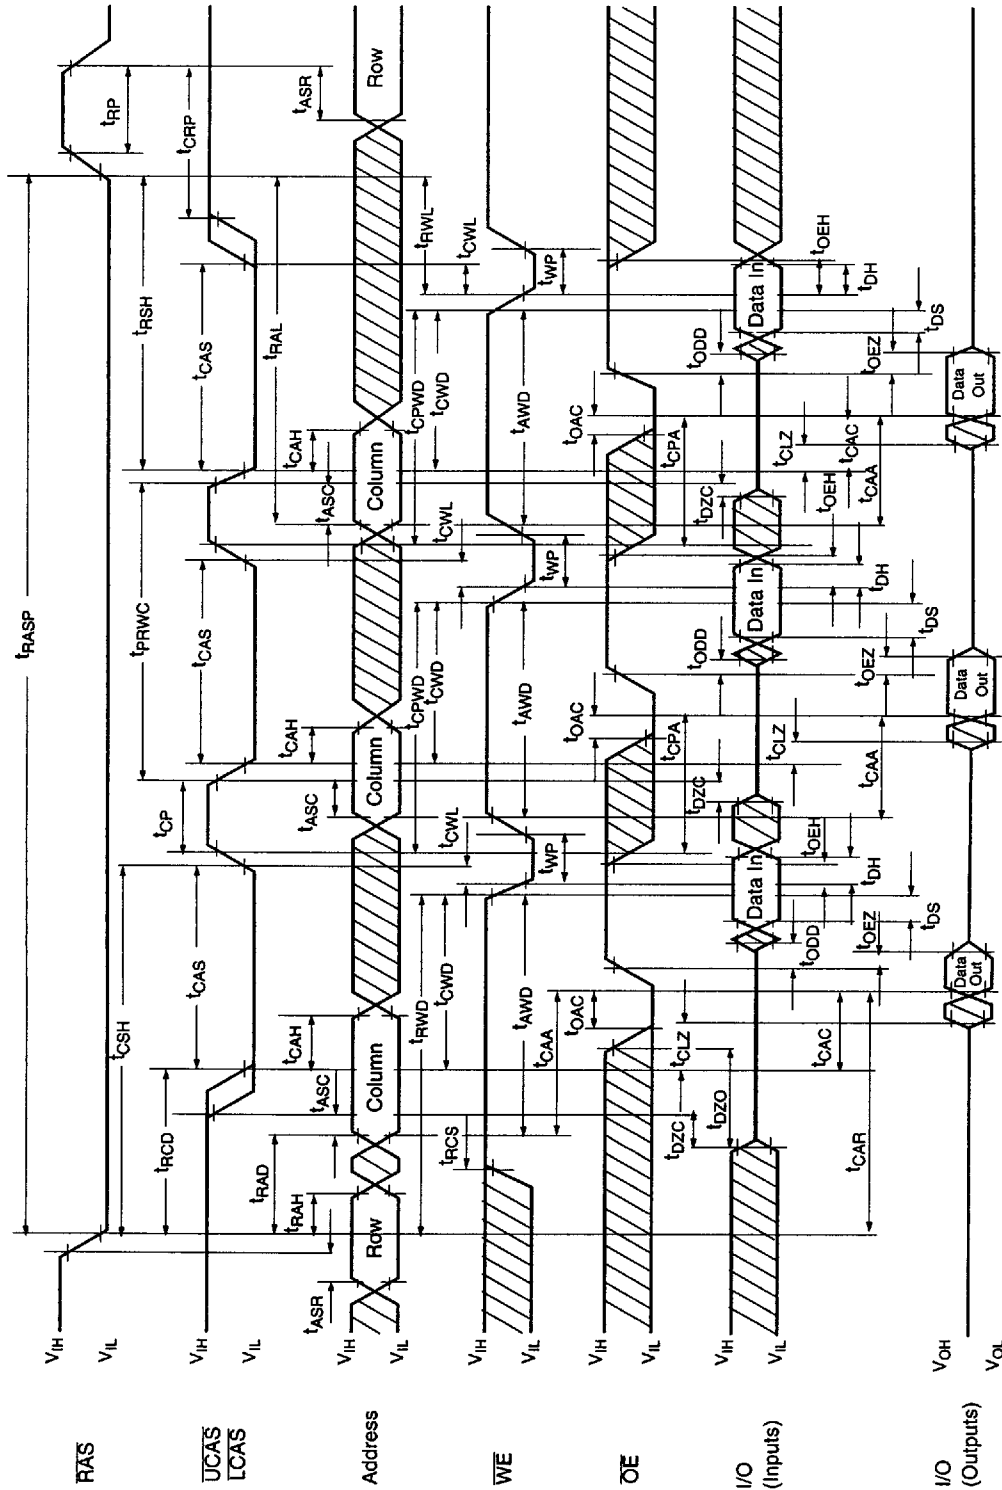 RAS
VIH
VIL
tRASP
tRP
tCSH
tPRWC
tRSH
tCRP
UCAS
LCAS
VIH
VIL
tRCD
tCAS
tCP
tCAS
tCAS
tRAD
tRAL
Address
VIH
VIL
tASR
tRAH
tASC
tCAH
tASC
tCAH
tASC
tCAH
tASR
Row
Column
Column
Column
Row
tRWD
tCWD
tCWL
tCPWD
tCWD
tCWL
tCPWD
tCWD
tRWL
tCWL
WE
VIH
VIL
tRCS
tAWD
tWP
tAWD
tWP
tAWD
tWP
tCAA
OE
VIH
VIL
tOAC
tOAC
tCPA
tOAC
tCPA
tCLZ
tDZO
tDZC
tDZC
tDZC
I/O
(Inputs)
VIH
VIL
tODD
Data In
tOEH
tODD
Data In
tOEH
tODD
Data In
tOEH
tCAC
tCAR
tDH
tDS
tOEZ
tCLZ
tCAA
tDH
tDS
tOEZ
tCLZ
tCAC
tCAA
tDH
tDS
tOEZ
I/O
(Outputs)
VOH
VOL
Data
Out
Data
Out
Data
Out